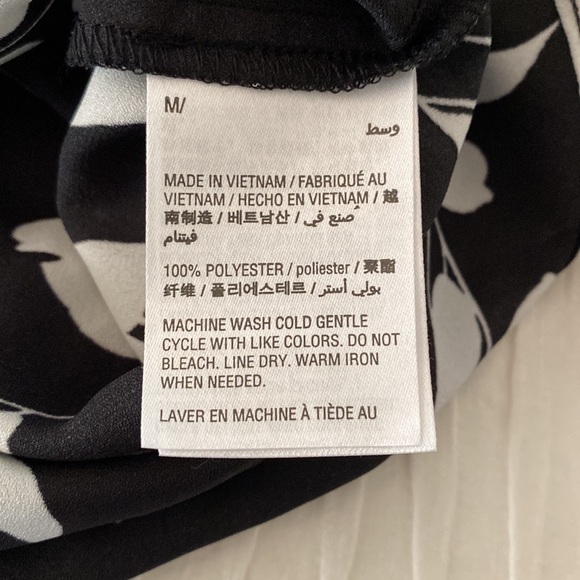 M/
وسط
MADE IN VIETNAM / FABRIQUÉ AU
VIETNAM / HECHO EN VIETNAM / 越
南制造 / 베트남산 / صنع في
فيتنام
100% POLYESTER / poliester / 聚酯
纤维 / 폴리에스테르 / بولي أستر
MACHINE WASH COLD GENTLE
CYCLE WITH LIKE COLORS. DO NOT
BLEACH. LINE DRY. WARM IRON
WHEN NEEDED.
LAVER EN MACHINE À TIÈDE AU